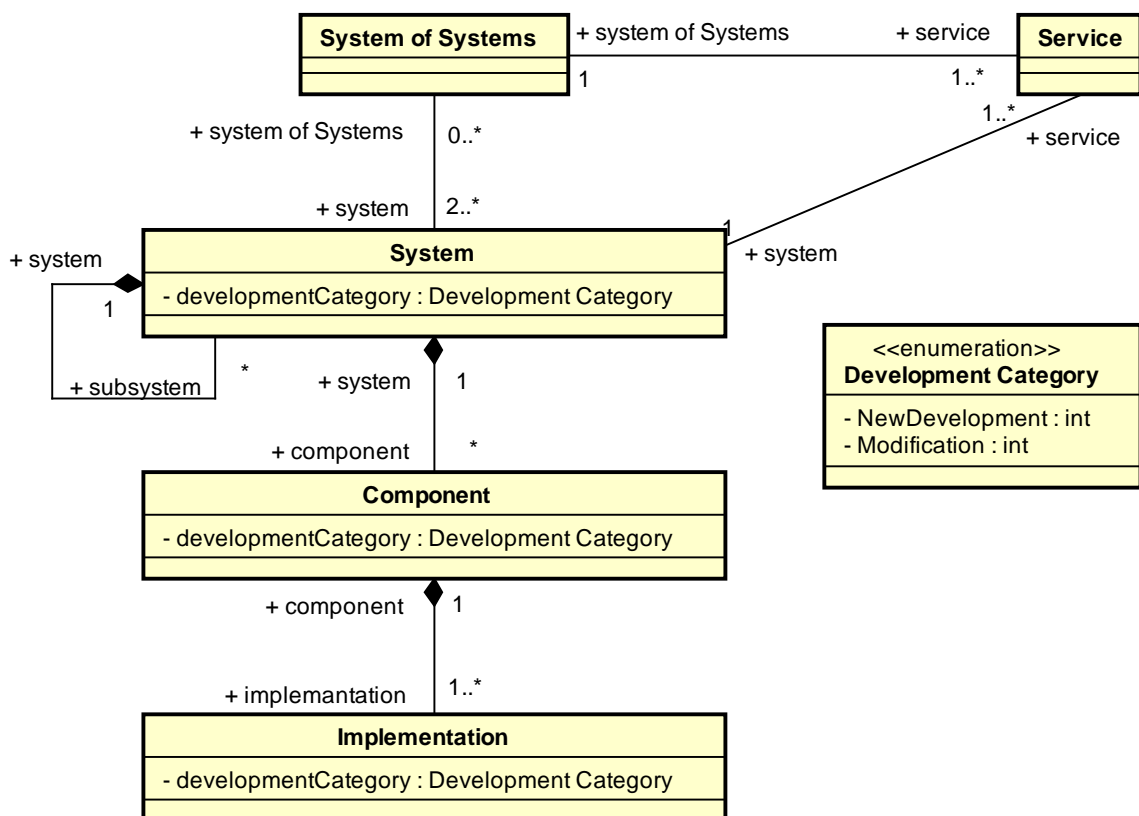 System of Systems
+ system of Systems
+ service
Service
1
1..*
1..*
+ service
+ system of Systems
0..*
+ system
2..*
1
+ system
System
- developmentCategory : Development Category
+ system
1
+ subsystem
*
+ system
1
<<enumeration>>
Development Category
- NewDevelopment : int
- Modification : int
+ component
*
Component
- developmentCategory : Development Category
+ component
1
+ implemantation
1..*
Implementation
- developmentCategory : Development Category